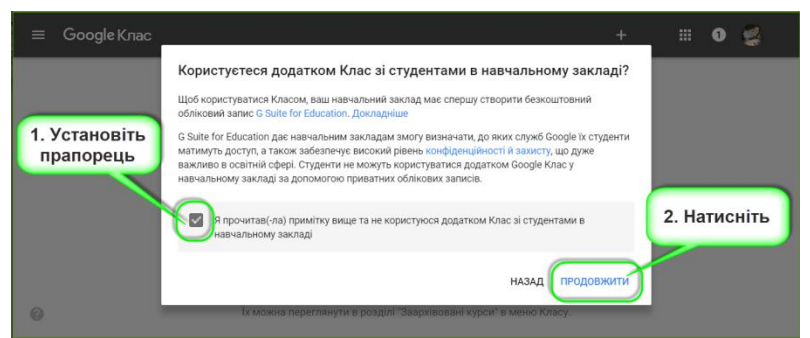 Google Клас
1
Користуєтеся додатком Клас зі студентами в навчальному закладі?
Щоб користуватися Класом, ваш навчальний заклад має спершу створити безкоштовний
обліковий запис G Suite for Education. Докладніше
G Suite for Education дає навчальним закладам змогу визначати, до яких служб Google їх студенти
матимуть доступ, а також забезпечує високий рівень конфіденційності й захисту, що дуже
важливо в освітній сфері. Студенти не можуть користуватися додатком Google Клас у
навчальному закладі за допомогою приватних облікових записів.
1. Установіть
прапорець
Я прочитав(-ла) примітку вище та не користуюся додатком Клас зі студентами в
навчальному закладі
2. Натисніть
НАЗАД ПРОДОВЖИТИ
Їх можна переглянути в розділі "Заархівовані курси" в меню Класу.